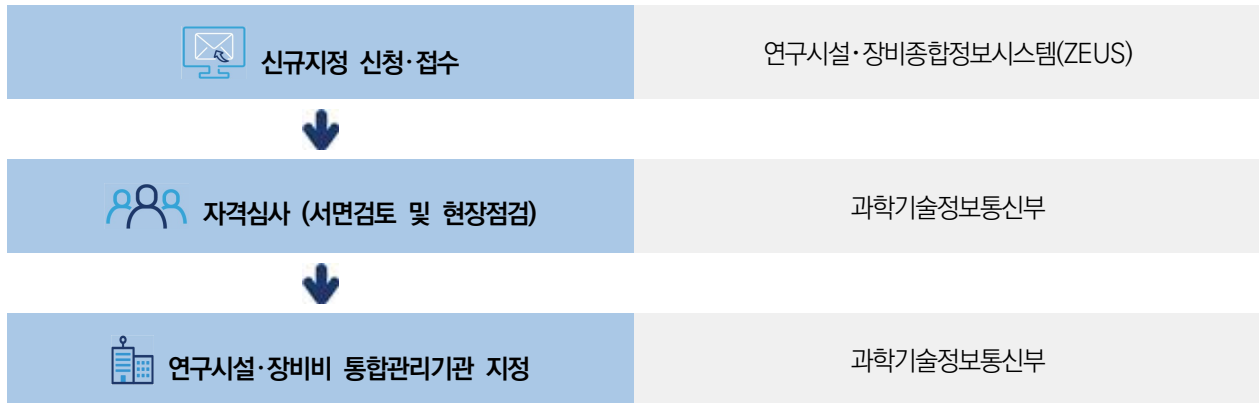 신규지정 신청·접수
연구시설·장비종합정보시스템(ZEUS)
자격심사 (서면검토 및 현장점검)
과학기술정보통신부
연구시설·장비비 통합관리기관 지정
과학기술정보통신부